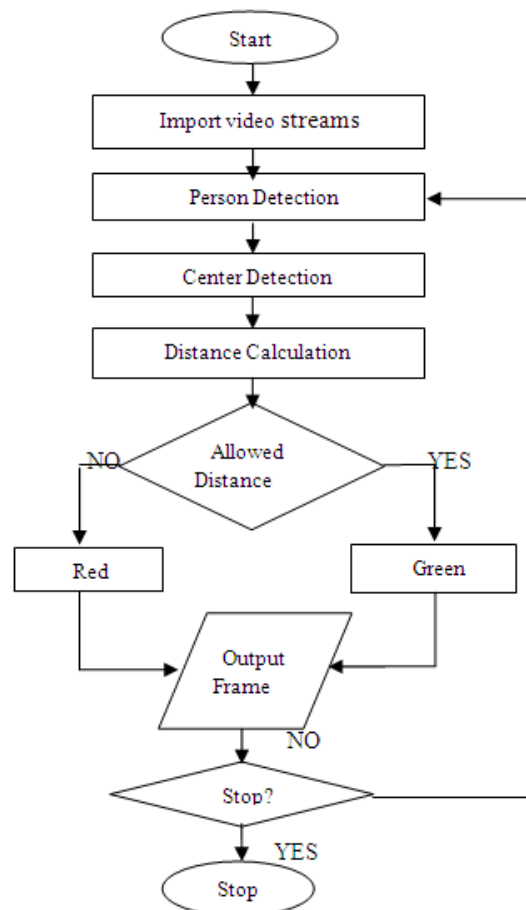 Start
Import video streams
Person Detection
Center Detection
Distance Calculation
Allowed
Distance
NO
YES
Red
Green
Output
Frame
NO
Stop?
YES
Stop